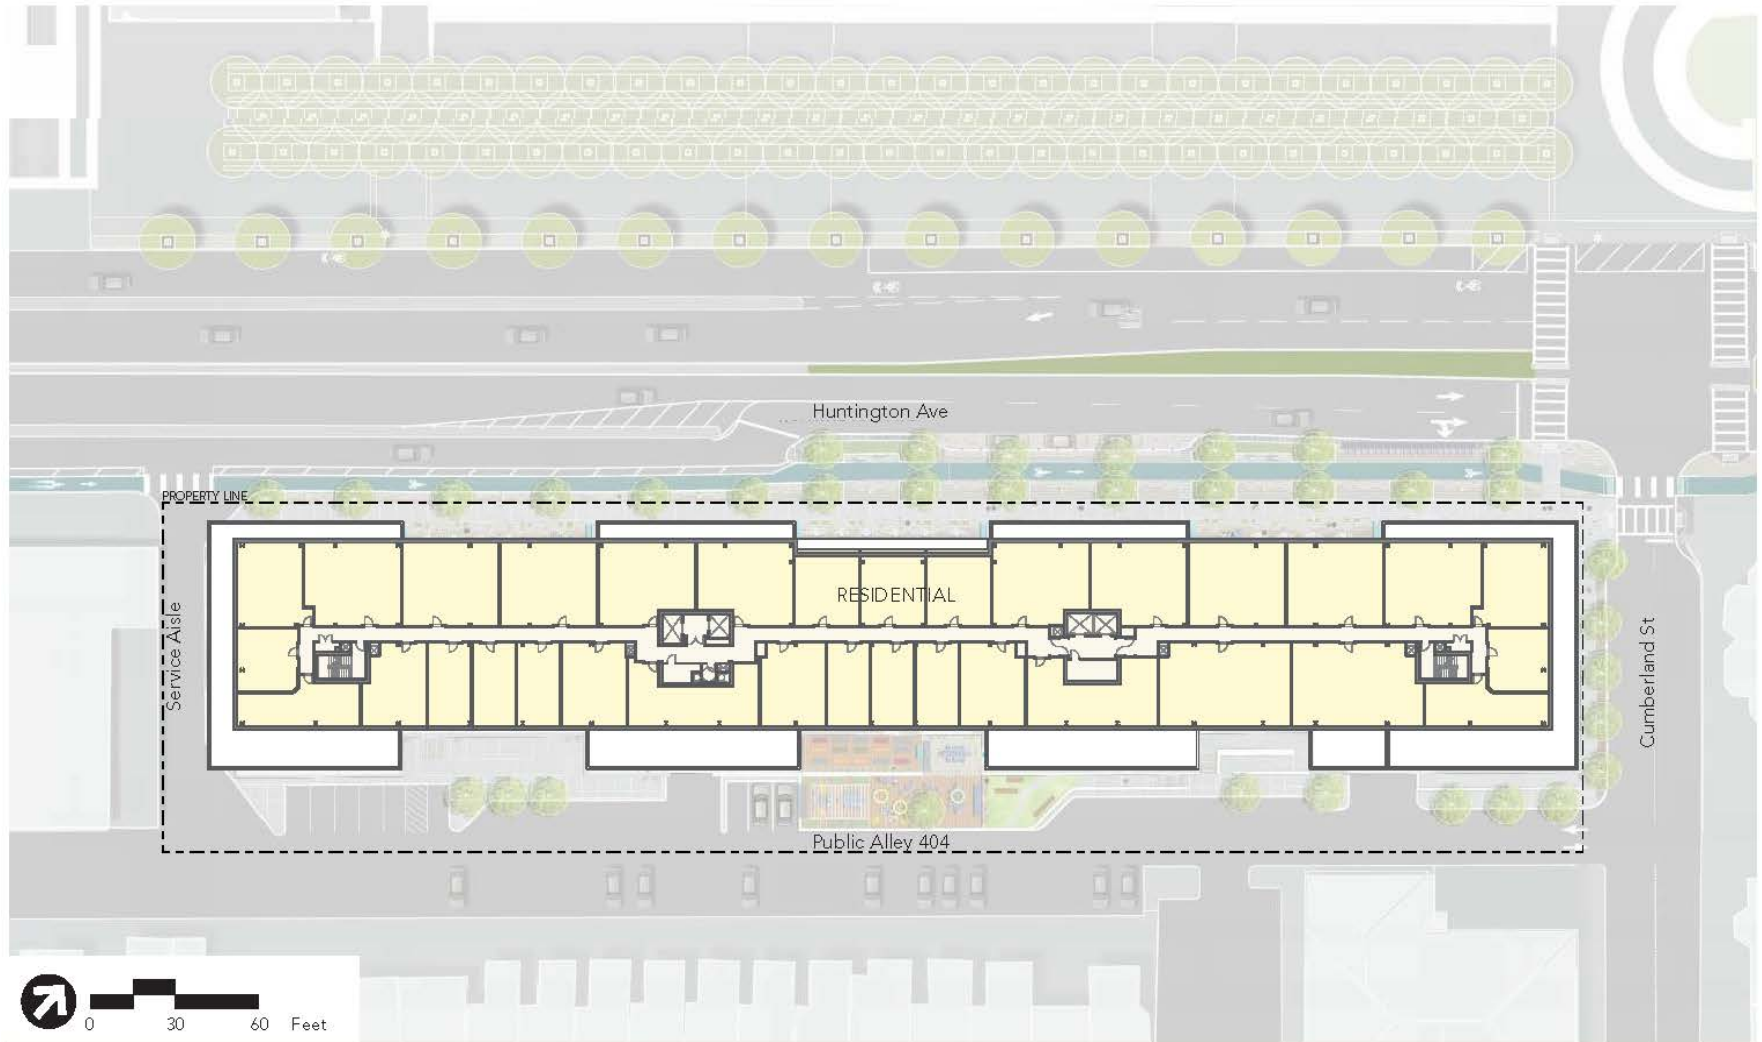 Huntington Ave
PROPERTY LINE
RESIDENTIAL
Service Aisle
Cumberland St
Public Alley 404
0 30 60 Feet